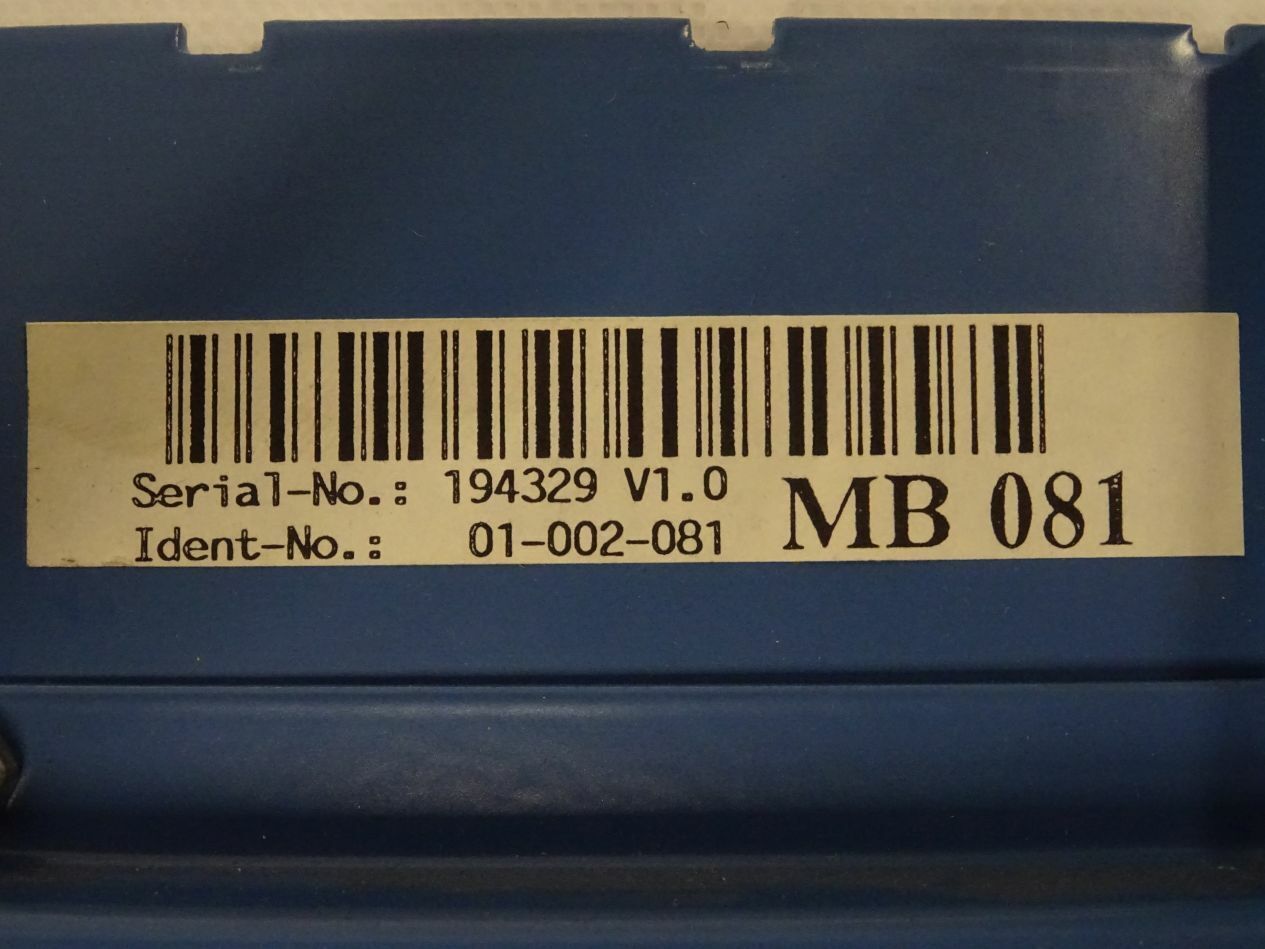 Serial-No.: 194329 V1.0
Ident-No.: 01-002-081 MB 081